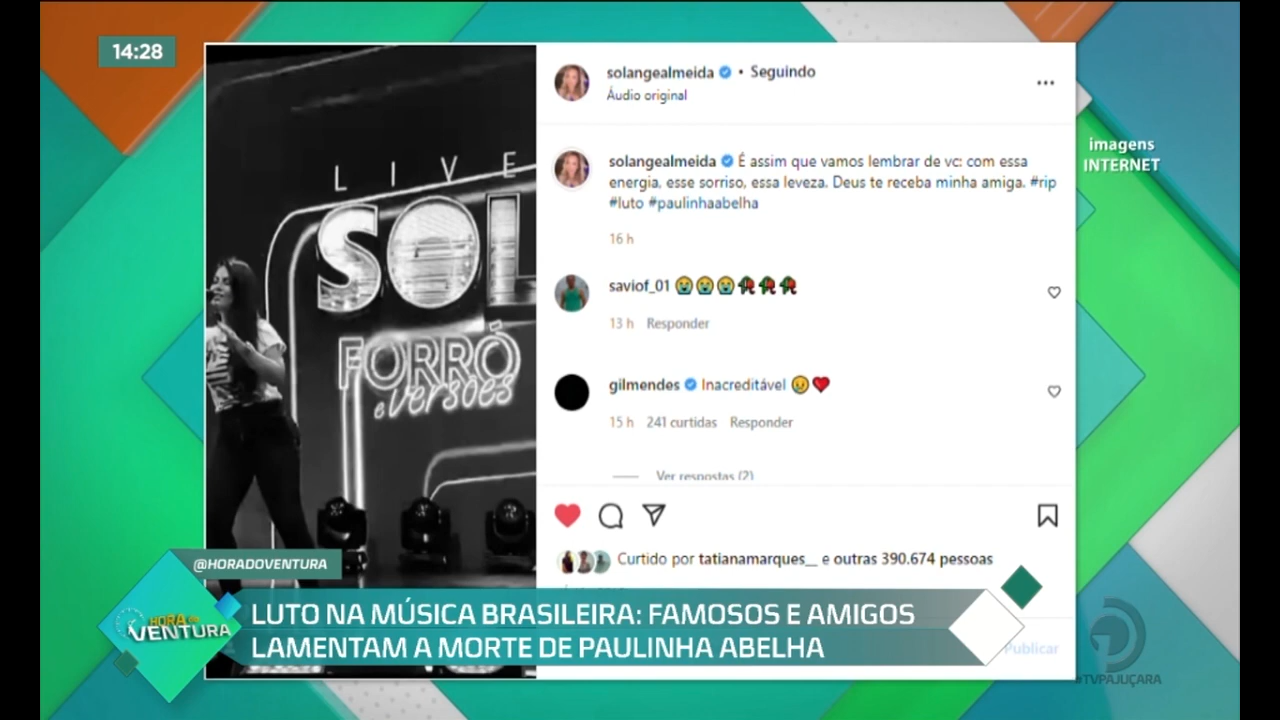 14:28
solangealmeida • Seguindo
Áudio original
imagens
INTERNET
solangealmeida É assim que vamos lembrar de vc: com essa
energia, esse sorriso, essa leveza. Deus te receba minha amiga. #rip
#luto #paulinhaabelha
16 h
saviof_01 😭😭😭🥀🥀🥀
13 h Responder
gilmendes Inacreditável 😢❤️
15 h 241 curtidas Responder
Ver respostas (2)
Curtido por tatianamarques__ e outras 390.674 pessoas
Publicar
LIVE
SOL
FORRÓ
e versões
@HORADOVENTURA
HORA DO
VENTURA
LUTO NA MÚSICA BRASILEIRA: FAMOSOS E AMIGOS
LAMENTAM A MORTE DE PAULINHA ABELHA
#TVPAJUÇARA